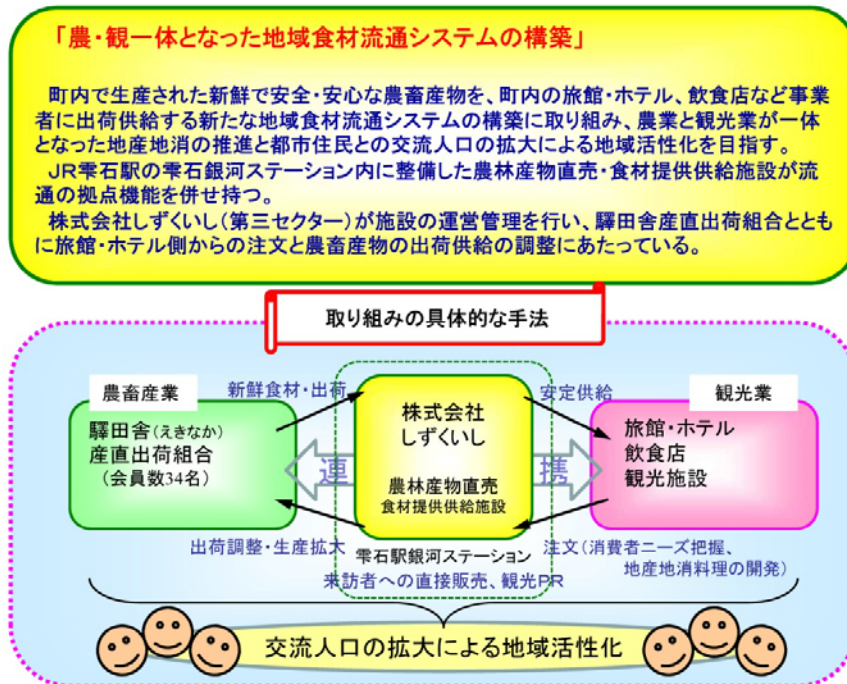 「農・観一体となった地域食材流通システムの構築」
町内で生産された新鮮で安全・安心な農畜産物を、町内の旅館・ホテル、飲食店など事業
者に出荷供給する新たな地域食材流通システムの構築に取り組み、農業と観光業が一体
となった地産地消の推進と都市住民との交流人口の拡大による地域活性化を目指す。
JR雫石駅の雫石銀河ステーション内に整備した農林産物直売・食材提供供給施設が流
通の拠点機能を併せ持つ。
株式会社しずくいし(第三セクター)が施設の運営管理を行い、驛田舎産直出荷組合ととも
に旅館・ホテル側からの注文と農畜産物の出荷供給の調整にあたっている。
取り組みの具体的な手法
農畜産業
驛田舎(えきなか)
産直出荷組合
(会員数34名)
新鮮食材・出荷
出荷調整・生産拡大
連
株式会社
しずくいし
農林産物直売
食材提供供給施設
雫石駅銀河ステーション
来訪者への直接販売、観光PR
携
安定供給
注文(消費者ニーズ把握、
地産地消料理の開発)
観光業
旅館・ホテル
飲食店
観光施設
交流人口の拡大による地域活性化